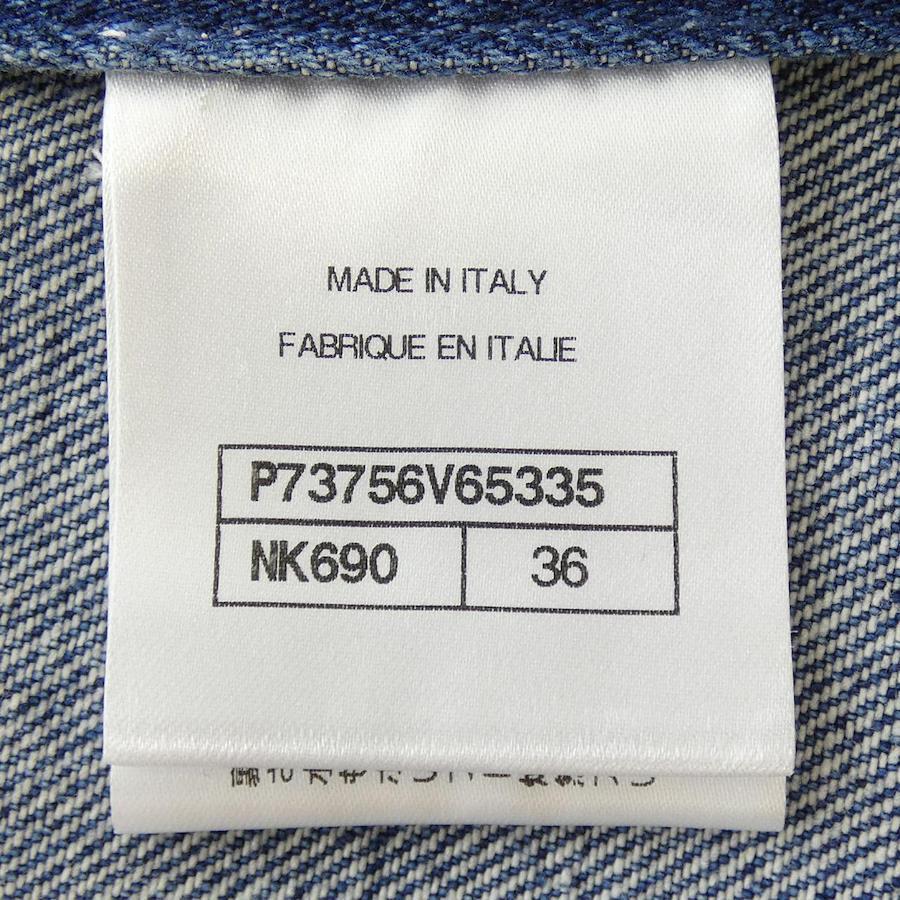 MADE IN ITALY
FABRIQUE EN ITALIE
P73756V65335
NK690 36